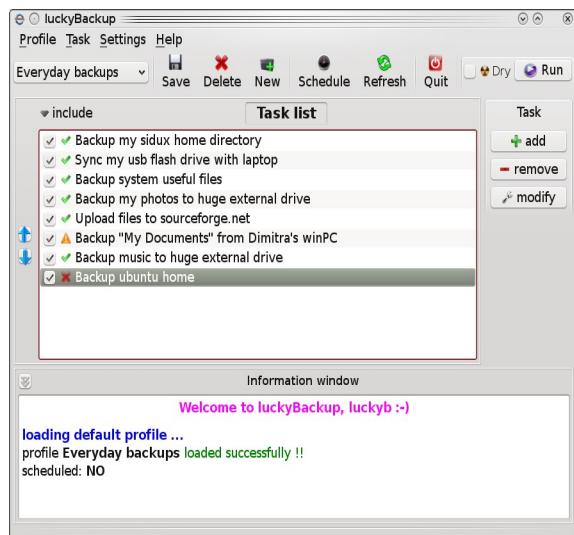 luckyBackup
Profile Task Settings Help
Everyday backups Save Delete New Schedule Refresh Quit Dry Run
include Task list Task
Backup my sidux home directory
Sync my usb flash drive with laptop
Backup system useful files
Backup my photos to huge external drive
Upload files to sourceforge.net
Backup "My Documents" from Dimitra's winPC
Backup music to huge external drive
Backup ubuntu home
add
remove
modify
Information window
Welcome to luckyBackup, luckyb :-)
loading default profile ...
profile Everyday backups loaded successfully !!
scheduled: NO